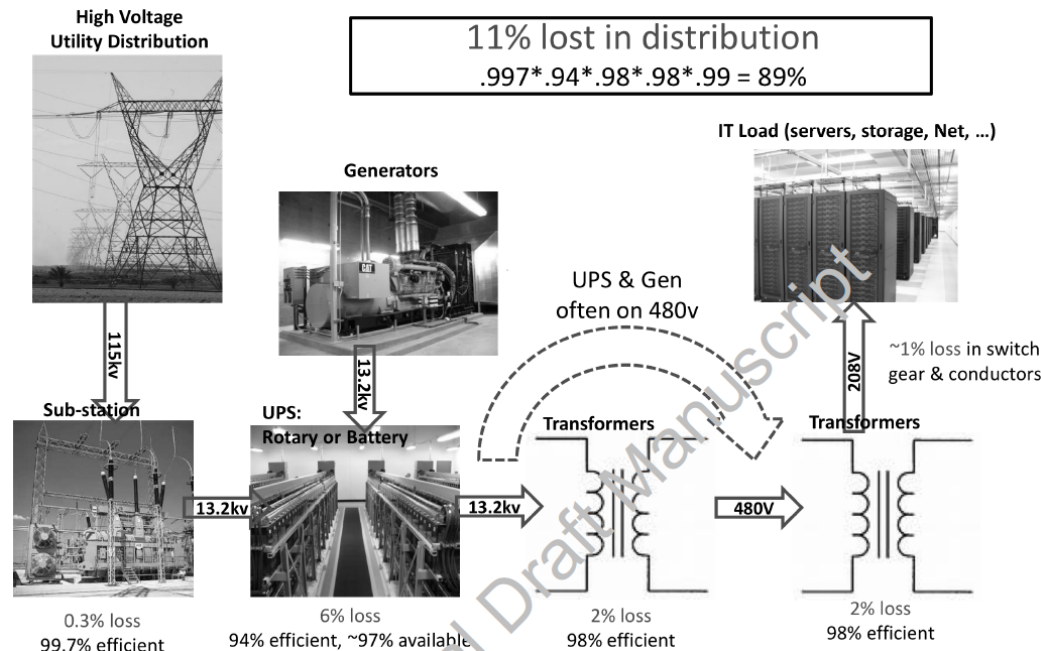 High Voltage
Utility Distribution
11% lost in distribution
.997*.94*.98*.98*.99 = 89%
IT Load (servers, storage, Net, ...)
Generators
CAT
UPS & Gen
often on 480v
115kv
13.2kv
208V
~1% loss in switch
gear & conductors
Sub-station
UPS:
Rotary or Battery
Transformers
Transformers
13.2kv
13.2kv
480V
0.3% loss
99.7% efficient
6% loss
94% efficient, ~97% available
2% loss
98% efficient
2% loss
98% efficient
Draft Manuscript